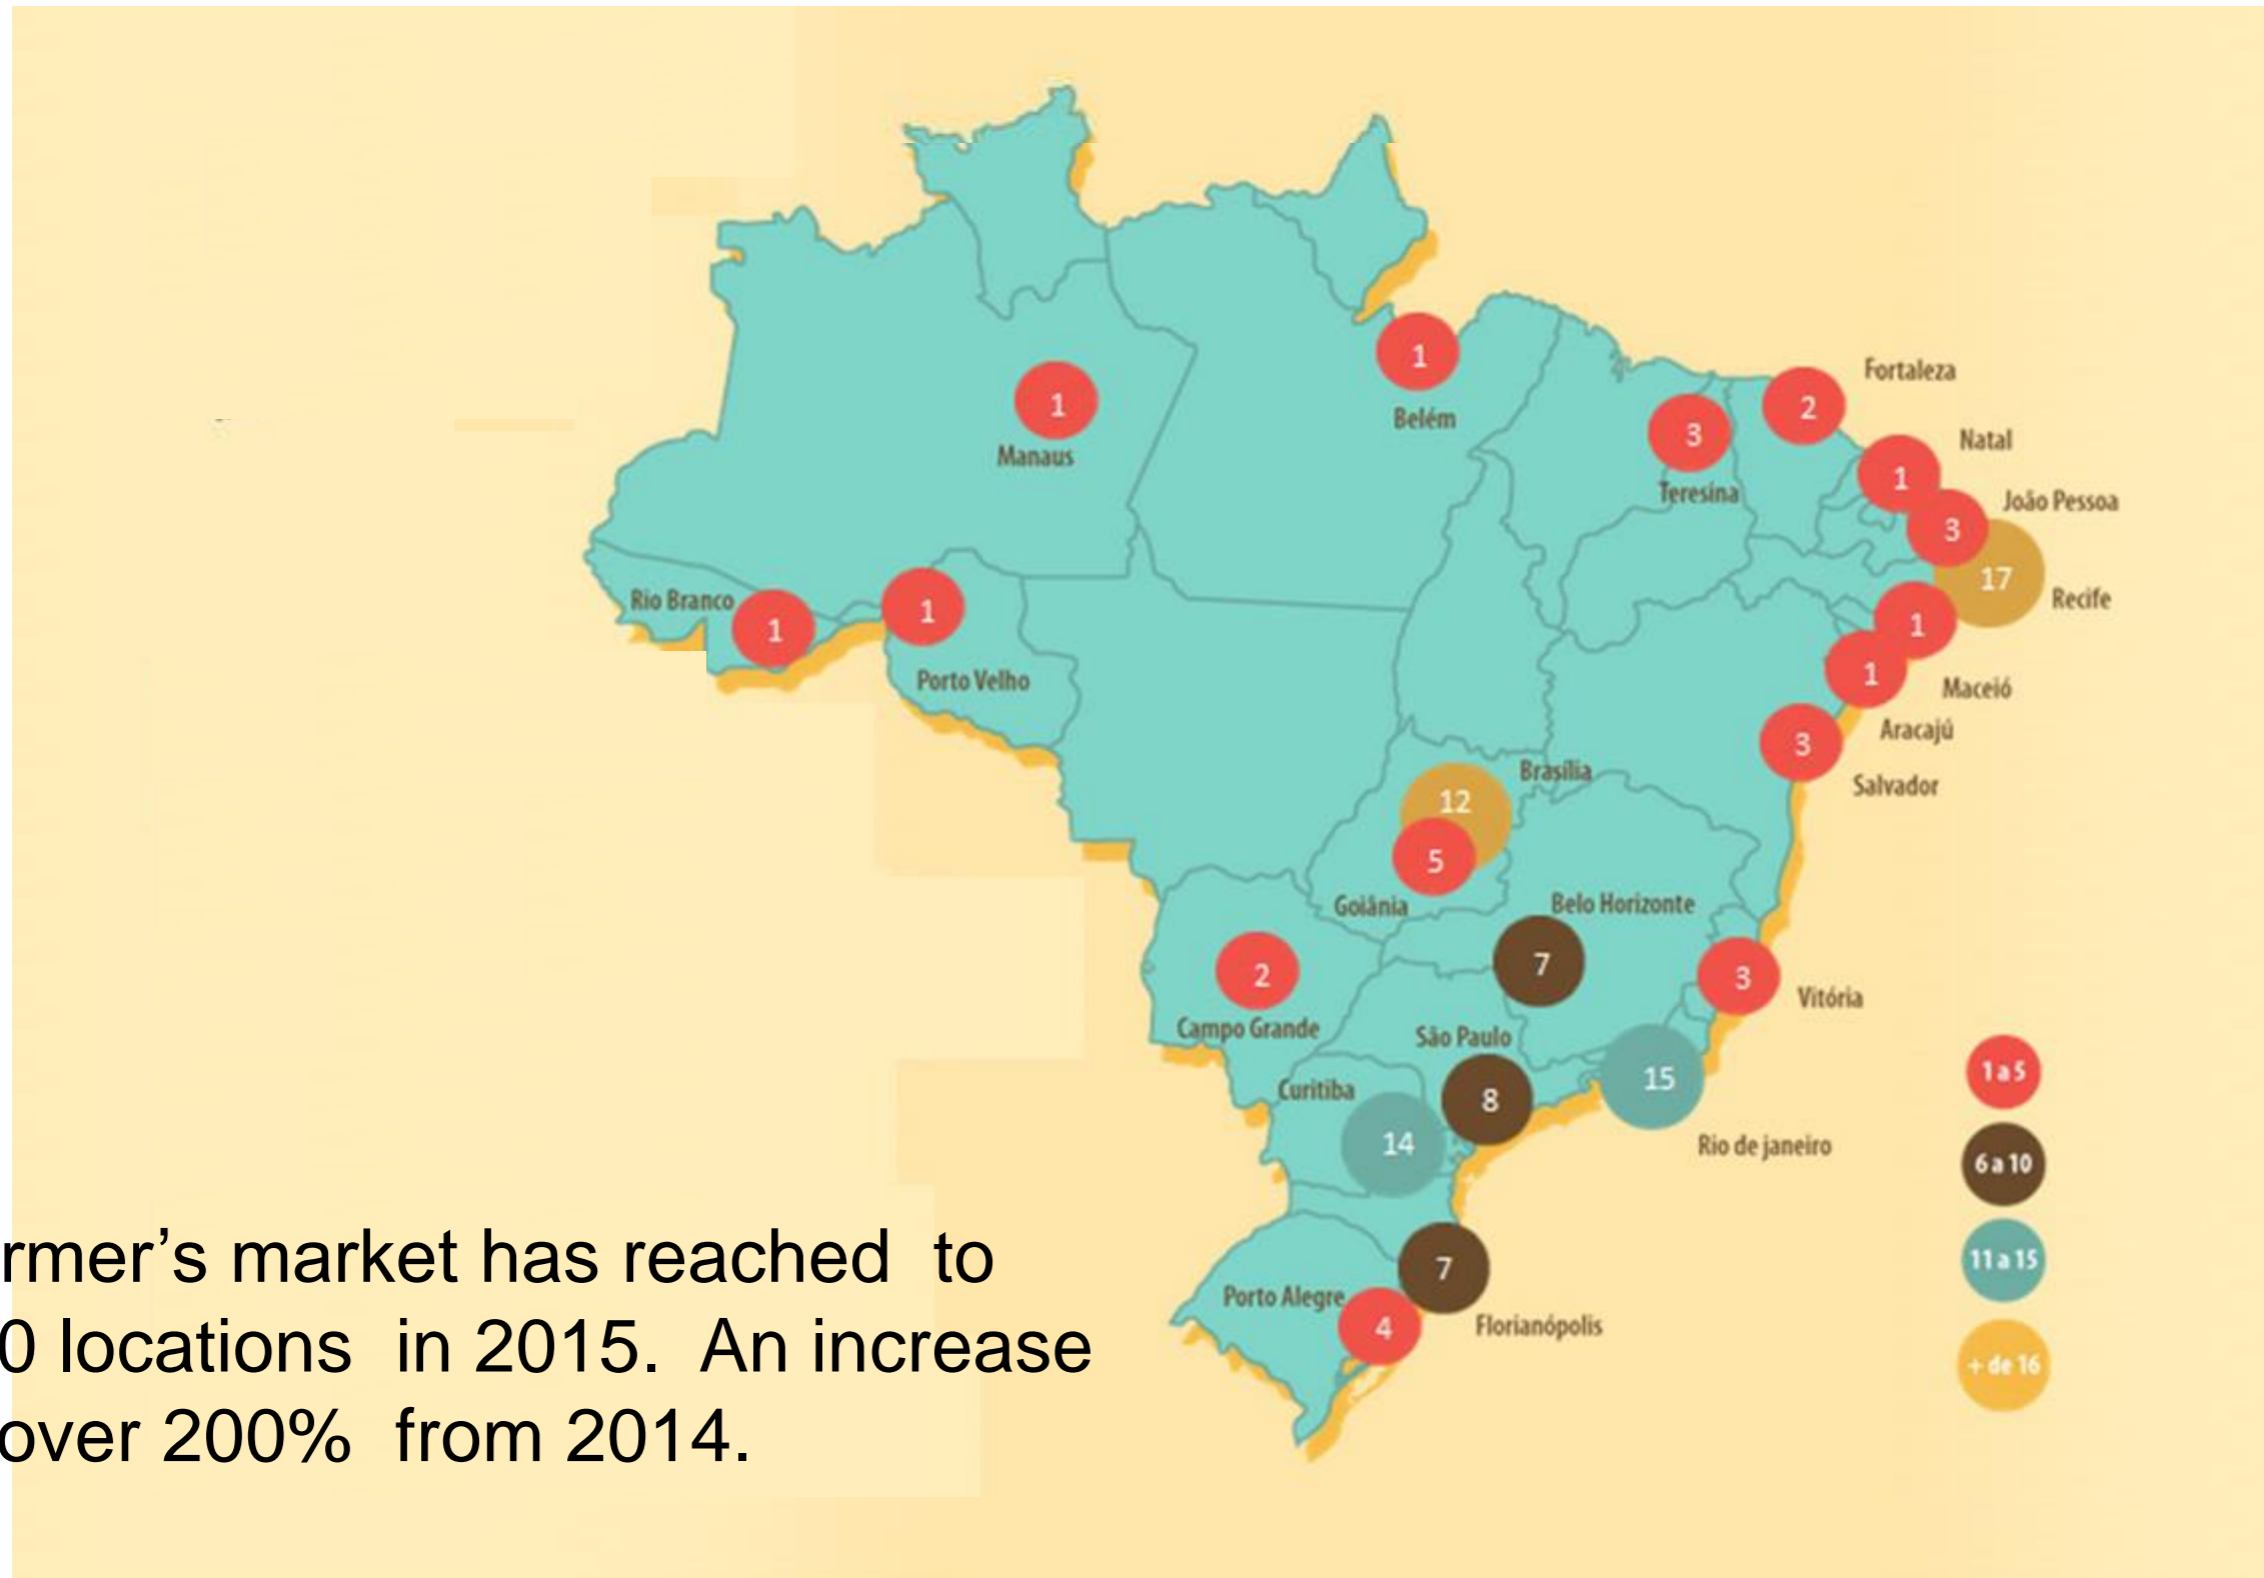 1
Belém
1
Manaus
Fortaleza
2
3
Teresina
Natal
1
João Pessoa
3
17
Recife
1
Maceió
1
Aracajú
3
Salvador
Rio Branco
1
1
Porto Velho
Brasília
12
5
Goiânia
Belo Horizonte
7
2
Campo Grande
3
Vitória
São Paulo
8
15
Rio de janeiro
Curitiba
14
7
Florianópolis
Porto Alegre
4
1 a 5
6 a 10
11 a 15
+ de 16
rmer’s market has reached to
0 locations in 2015. An increase
over 200% from 2014.